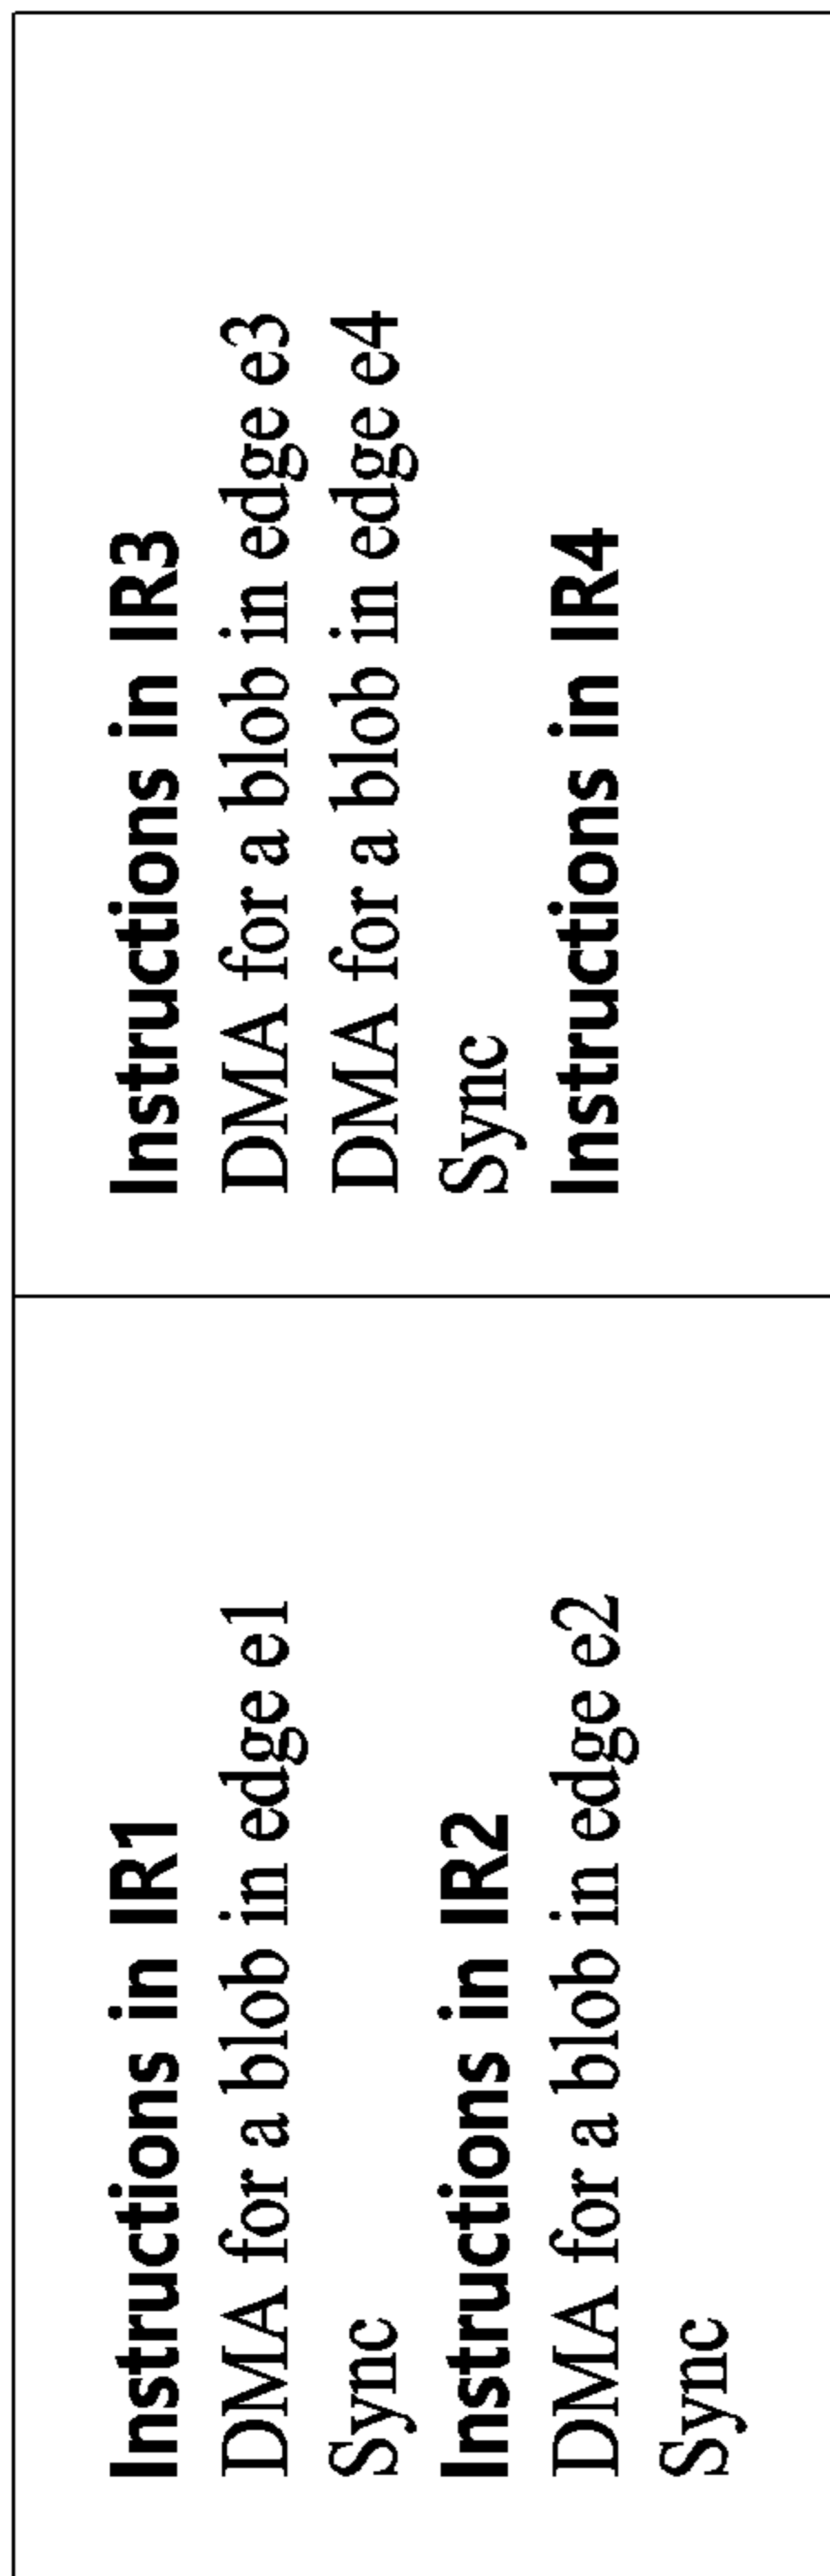 Instructions in IR1
DMA for a blob in edge e1
Sync
Instructions in IR2
DMA for a blob in edge e2
Sync
Instructions in IR3
DMA for a blob in edge e3
DMA for a blob in edge e4
Sync
Instructions in IR4